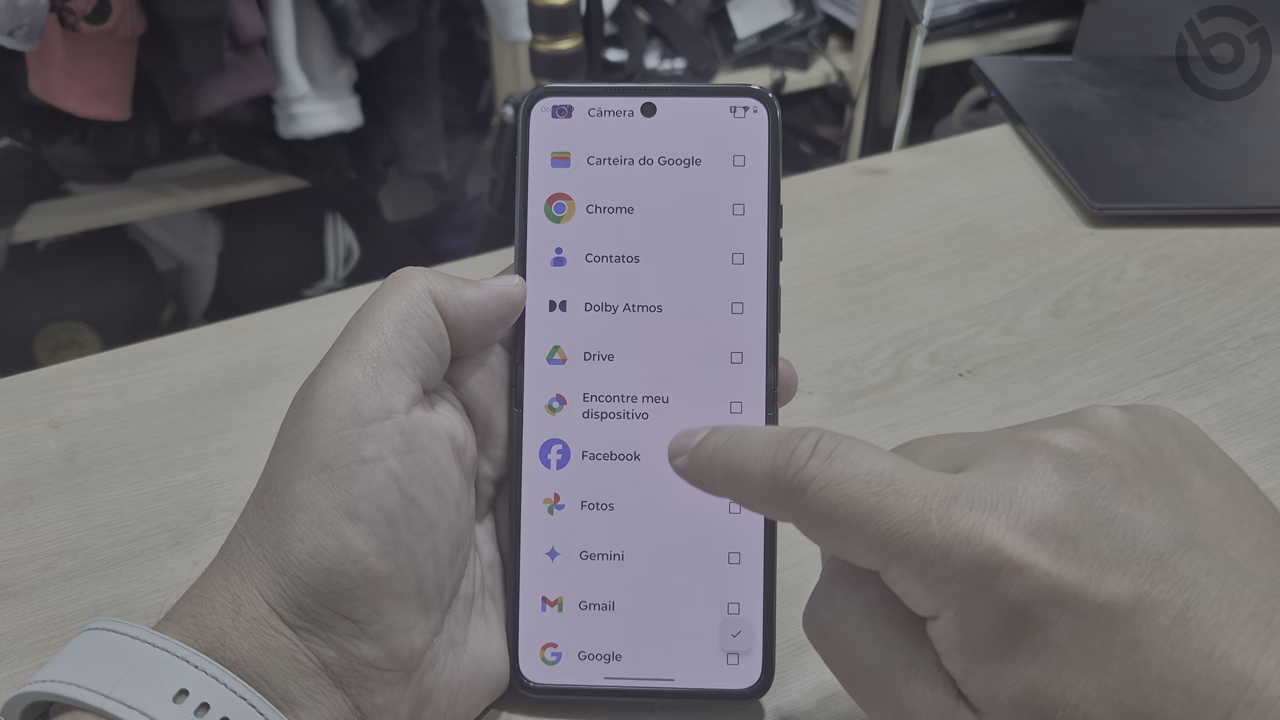 Câmera
Carteira do Google
Chrome
Contatos
Dolby Atmos
Drive
Encontre meu
dispositivo
Facebook
Fotos
Gemini
Gmail
Google